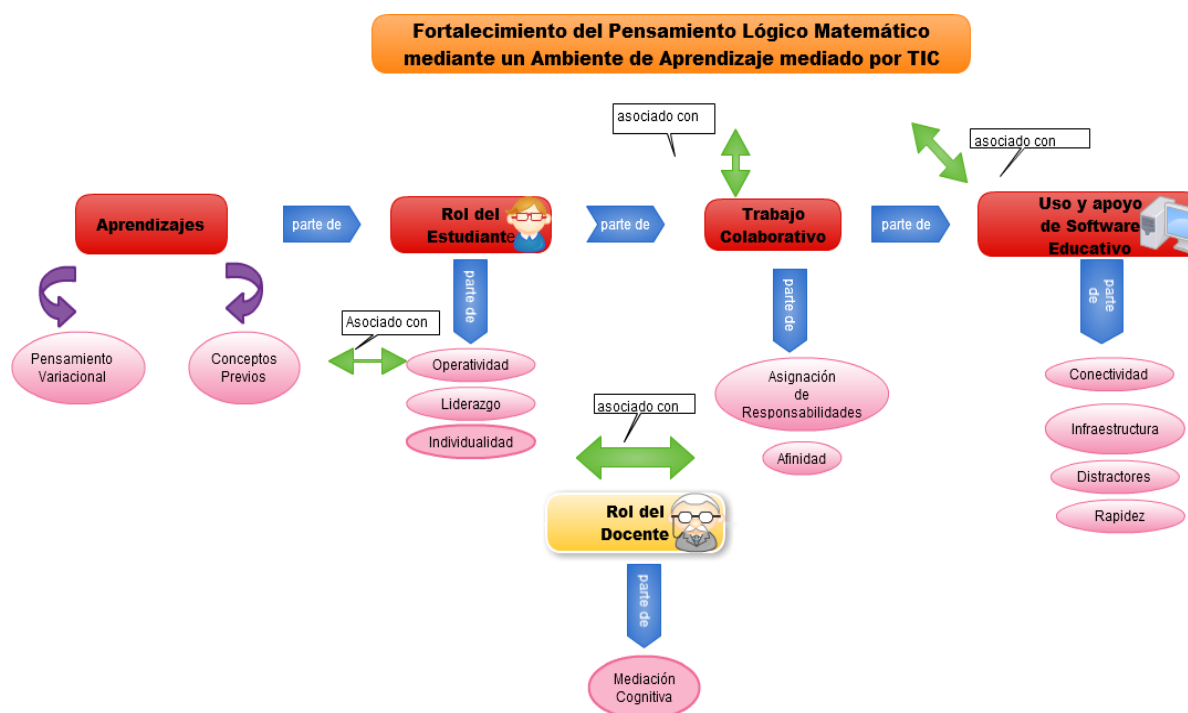 Fortalecimiento del Pensamiento Lógico Matemático
mediante un Ambiente de Aprendizaje mediado por TIC
asociado con
asociado con
Aprendizajes
parte de
Rol del
Estudiante
parte de
Trabajo
Colaborativo
parte de
Uso y apoyo
de Software
Educativo
parte de
parte de
parte
de
Asociado con
Pensamiento
Variacional
Conceptos
Previos
Operatividad
Liderazgo
Individualidad
asociado con
Asignación
de
Responsabilidades
Afinidad
Conectividad
Infraestructura
Distractores
Rapidez
Rol del
Docente
parte de
Mediación
Cognitiva